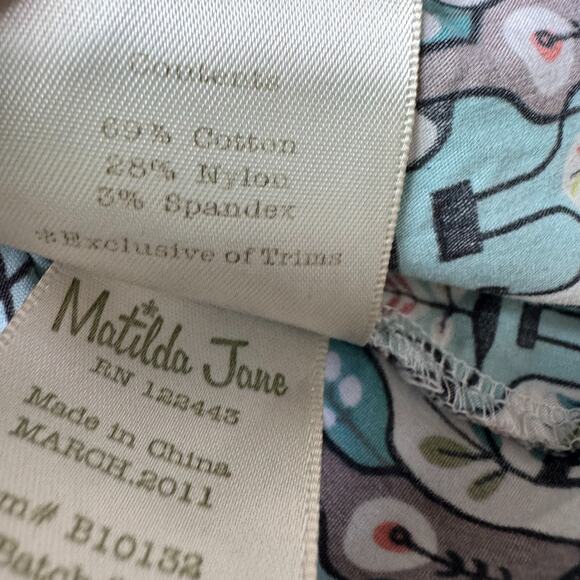 Contents
69% Cotton
28% Nylon
3% Spandex
*Exclusive of Trims
Matilda Jane
RN 122443
Made in China
MARCH.2011
m# B10132
Batch